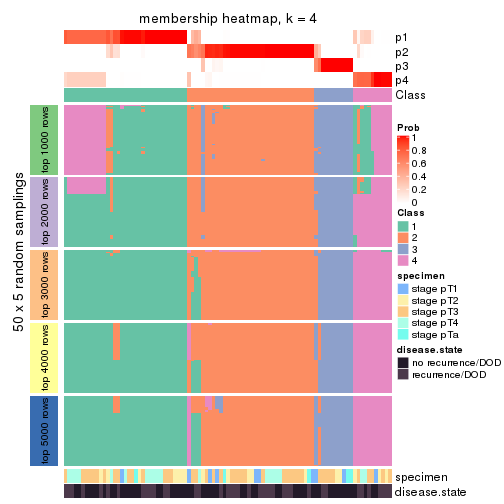 membership heatmap, k = 4
p1
p2
p3
p4
Class
50 x 5 random samplings
top 1000 rows
top 2000 rows
top 3000 rows
top 4000 rows
top 5000 rows
specimen
disease.state
Prob
1
0.8
0.6
0.4
0.2
0
Class
1
2
3
4
specimen
stage pT1
stage pT2
stage pT3
stage pT4
stage pTa
disease.state
no recurrence/DOD
recurrence/DOD